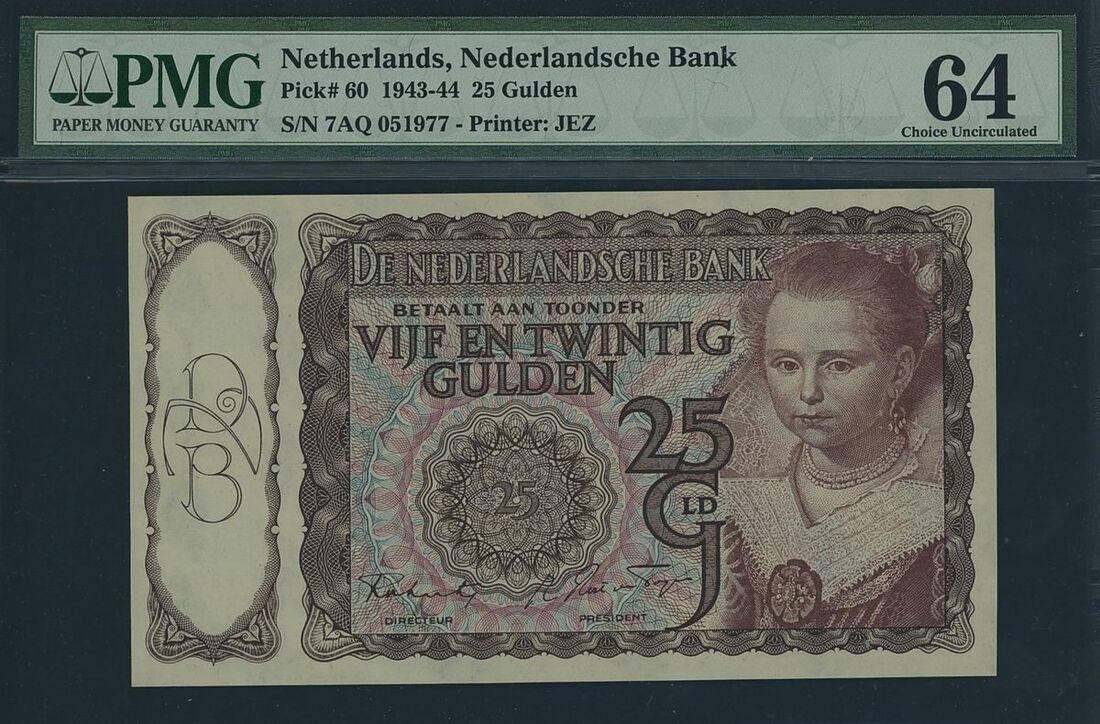 PMG
PAPER MONEY GUARANTY
Netherlands, Nederlandsche Bank
Pick# 60 1943-44 25 Gulden
S/N 7AQ 051977 - Printer: JEZ
64
Choice Uncirculated
DE NEDERLANDSCHE BANK
BETAALT AAN TOONDER
VIJF EN TWINTIG
GULDEN
25
GLD
25
DNB
DIRECTEUR
PRESIDENT